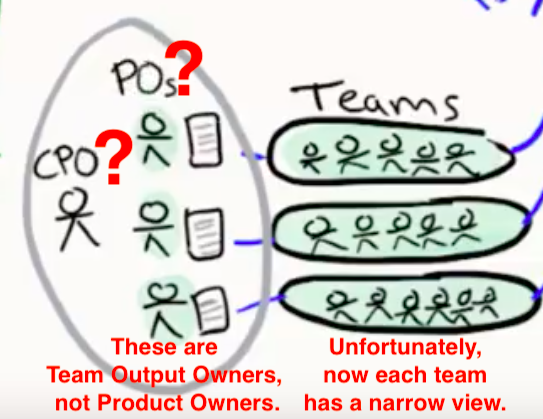 POs?
Teams
CPO?
These are
Team Output Owners,
not Product Owners.
Unfortunately,
now each team
has a narrow view.